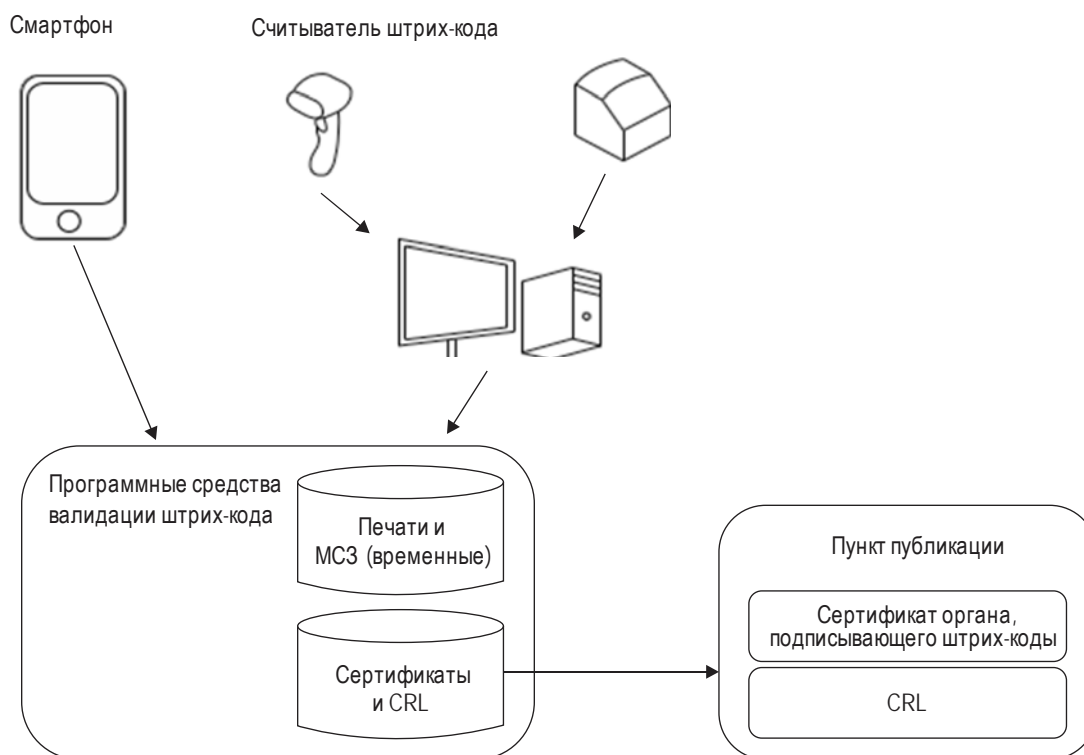 Смартфон
Считыватель штрих-кода
Программные средства
валидации штрих-кода
Печати и
МСЗ (временные)
Сертификаты
и CRL
Пункт публикации
Сертификат органа,
подписывающего штрих-коды
CRL